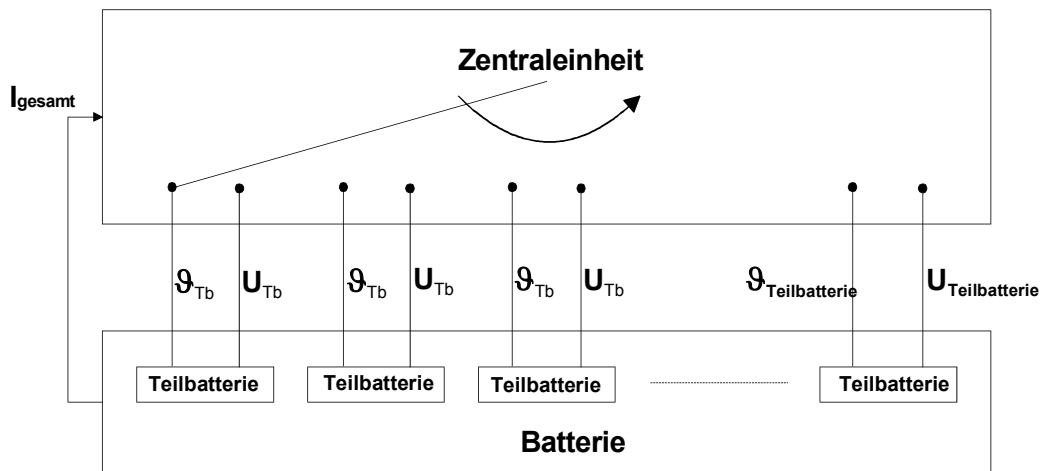 Zentraleinheit
Igesamt
ϑTb UTb ϑTb UTb ϑTb UTb ϑTeilbatterie UTeilbatterie
Teilbatterie Teilbatterie Teilbatterie Teilbatterie
Batterie